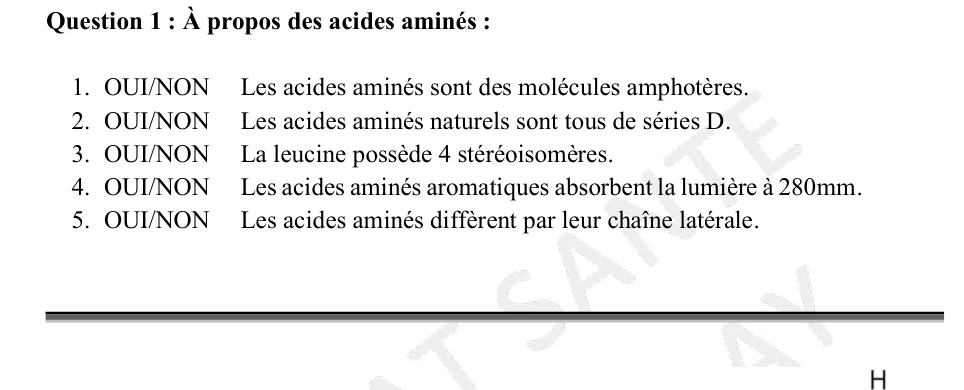 Question 1 : À propos des acides aminés :
1. OUI/NON Les acides aminés sont des molécules amphotères.
2. OUI/NON Les acides aminés naturels sont tous de séries D.
3. OUI/NON La leucine possède 4 stéréoisomères.
4. OUI/NON Les acides aminés aromatiques absorbent la lumière à 280mm.
5. OUI/NON Les acides aminés diffèrent par leur chaîne latérale.
SANTE
H